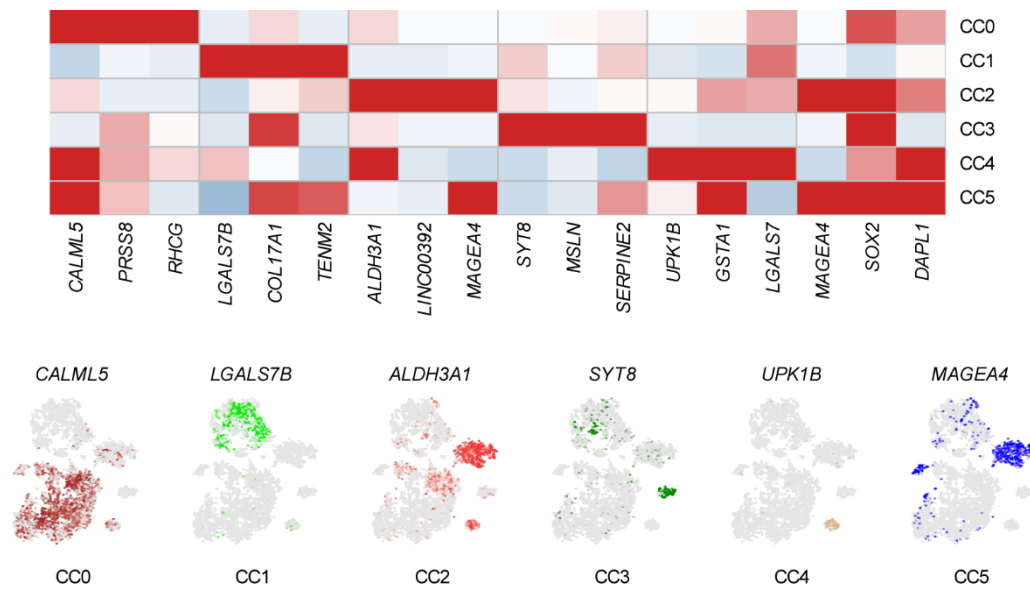 CC0
CC1
CC2
CC3
CC4
CC5
CALML5
PRSS8
RHCG
LGALS7B
COL17A1
TENM2
ALDH3A1
LINC00392
MAGEA4
SYT8
MSLN
SERPINE2
UPK1B
GSTA1
LGALS7
MAGEA4
SOX2
DAPL1
CALML5 LGALS7B ALDH3A1 SYT8 UPK1B MAGEA4
CC0 CC1 CC2 CC3 CC4 CC5